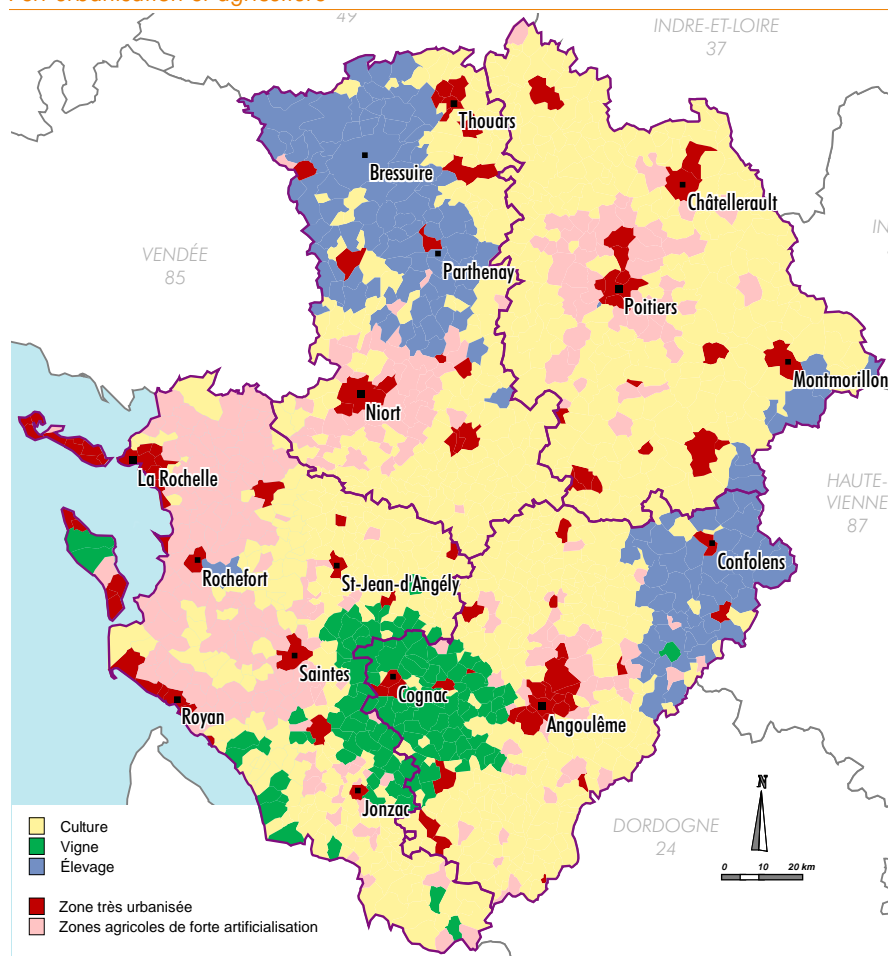 49
INDRE-ET-LOIRE
37
Thouars
Bressuire
Châtellerault
IN
VENDÉE
85
Parthenay
Poitiers
Montmorillon
Niort
La Rochelle
HAUTE-
VIENNE
87
Confolens
Rochefort
St-Jean-d'Angély
Saintes
Cognac
Royan
Angoulême
N
Jonzac
DORDOGNE
24
Culture
Vigne
Élevage
0 10 20 km
Zone très urbanisée
Zones agricoles de forte artificialisation